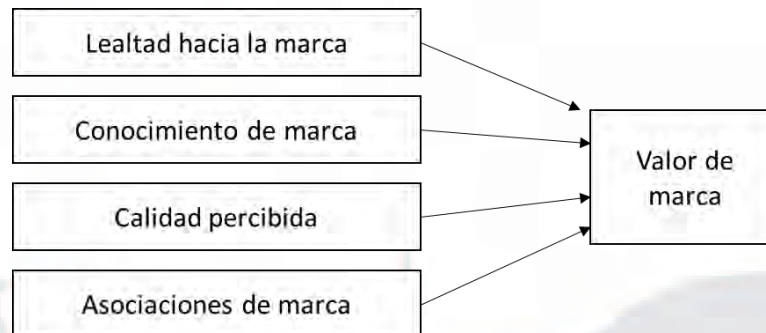 Lealtad hacia la marca
Conocimiento de marca
Calidad percibida
Asociaciones de marca
Valor de
marca